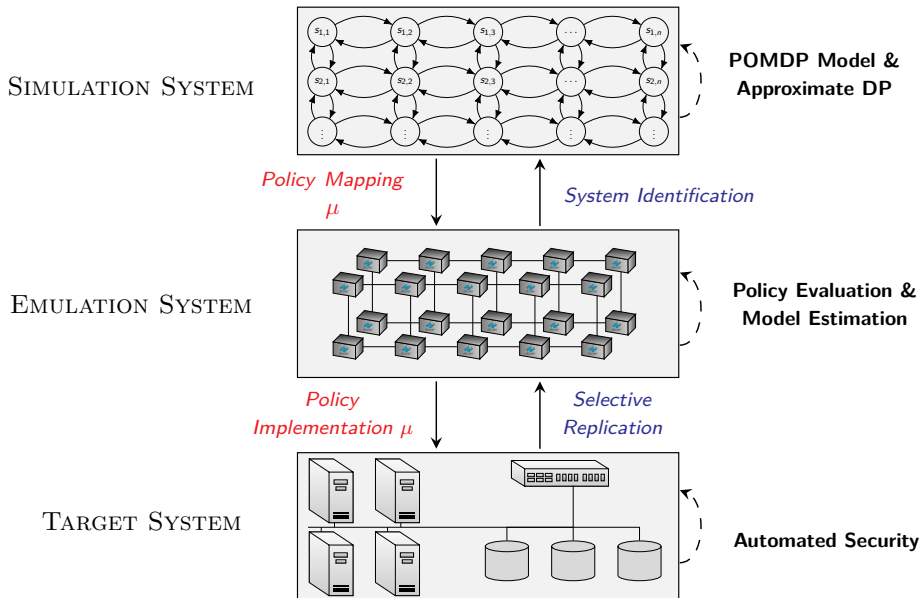 s1,1 s1,2 s1,3 ... s1,n
s2,1 s2,2 s2,3 ... s2,n
⋮ ⋮ ⋮ ⋮ ⋮
SIMULATION SYSTEM
POMDP Model &
Approximate DP
Policy Mapping
μ
System Identification
EMULATION SYSTEM
Policy Evaluation &
Model Estimation
Policy
Implementation μ
Selective
Replication
TARGET SYSTEM
Automated Security